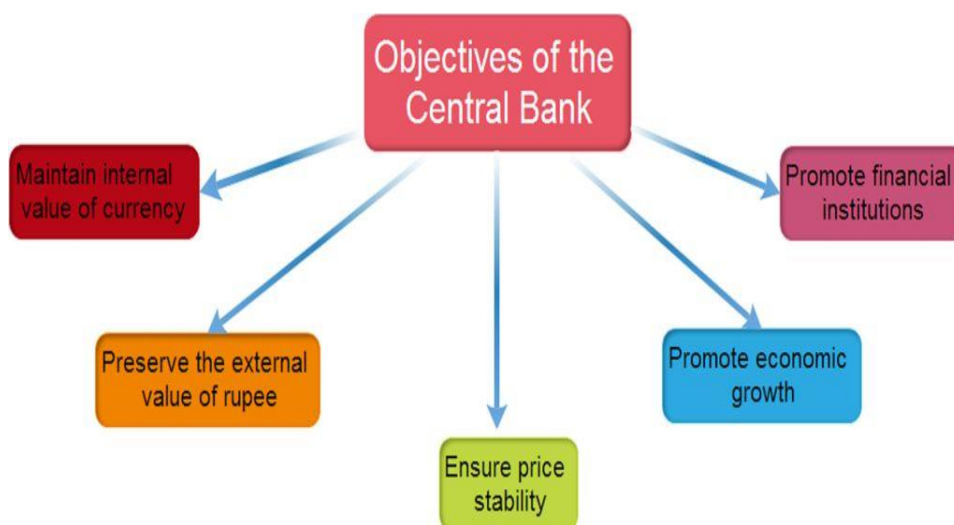 Objectives of the
Central Bank
Maintain internal
value of currency
Promote financial
institutions
Preserve the external
value of rupee
Promote economic
growth
Ensure price
stability